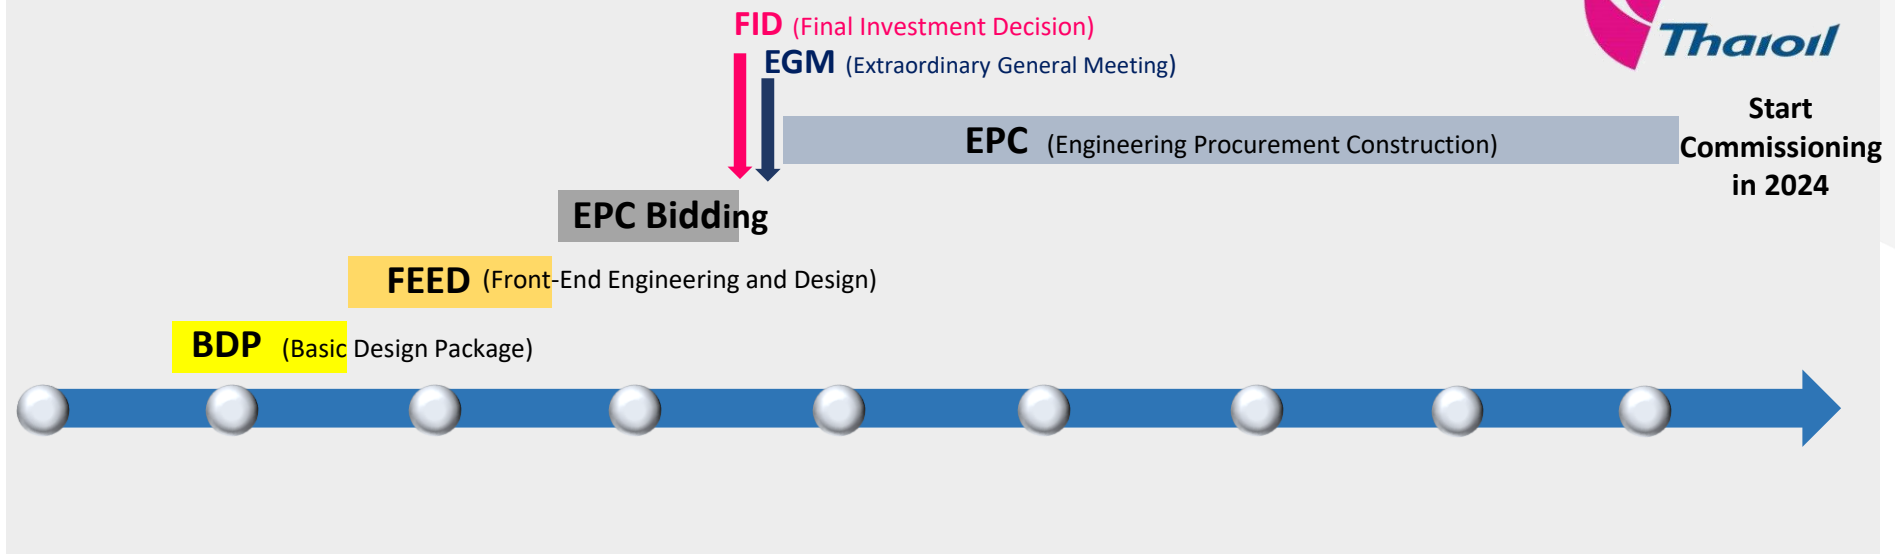 FID (Final Investment Decision)
Thaioil
EGM (Extraordinary General Meeting)
Start
Commissioning
in 2024
EPC (Engineering Procurement Construction)
EPC Bidding
FEED (Front-End Engineering and Design)
BDP (Basic Design Package)